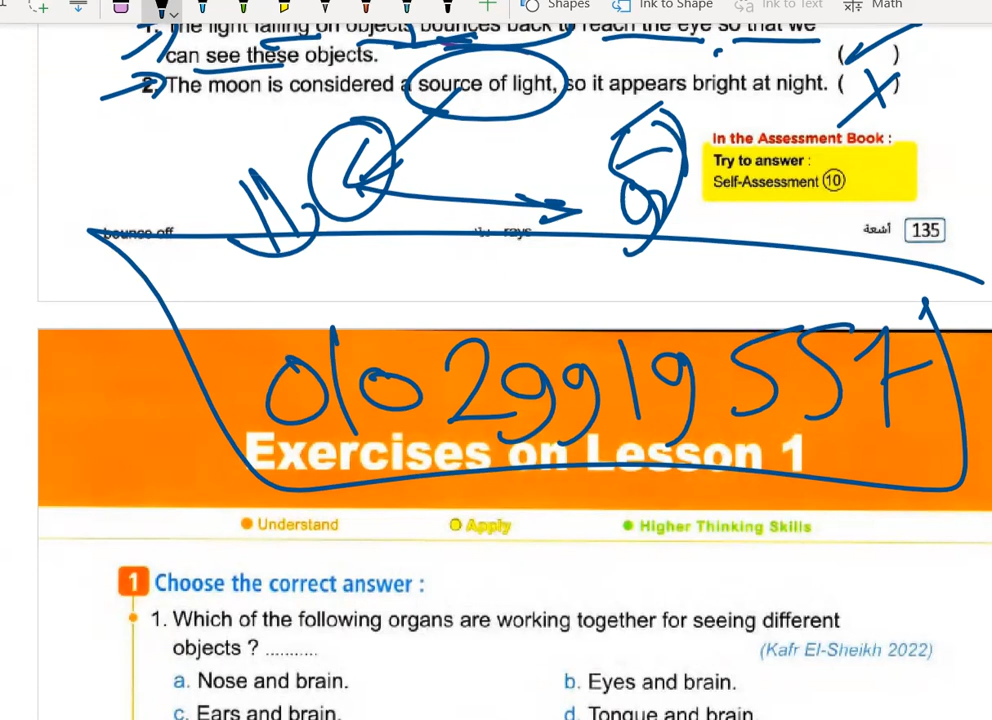 Shapes Ink to Shape Ink to Text Math
1. The light falling on objects, bounces back to reach the eye so that we
can see these objects. (✓)
2. The moon is considered a source of light, so it appears bright at night. (X)
In the Assessment Book :
Try to answer :
Self-Assessment 10
bounce off rays أشعة 135
01029919557
Exercises on Lesson 1
Understand Apply Higher Thinking Skills
1 Choose the correct answer :
1. Which of the following organs are working together for seeing different
objects ? ........... (Kafr El-Sheikh 2022)
a. Nose and brain. b. Eyes and brain.
c. Ears and brain. d. Tongue and brain.